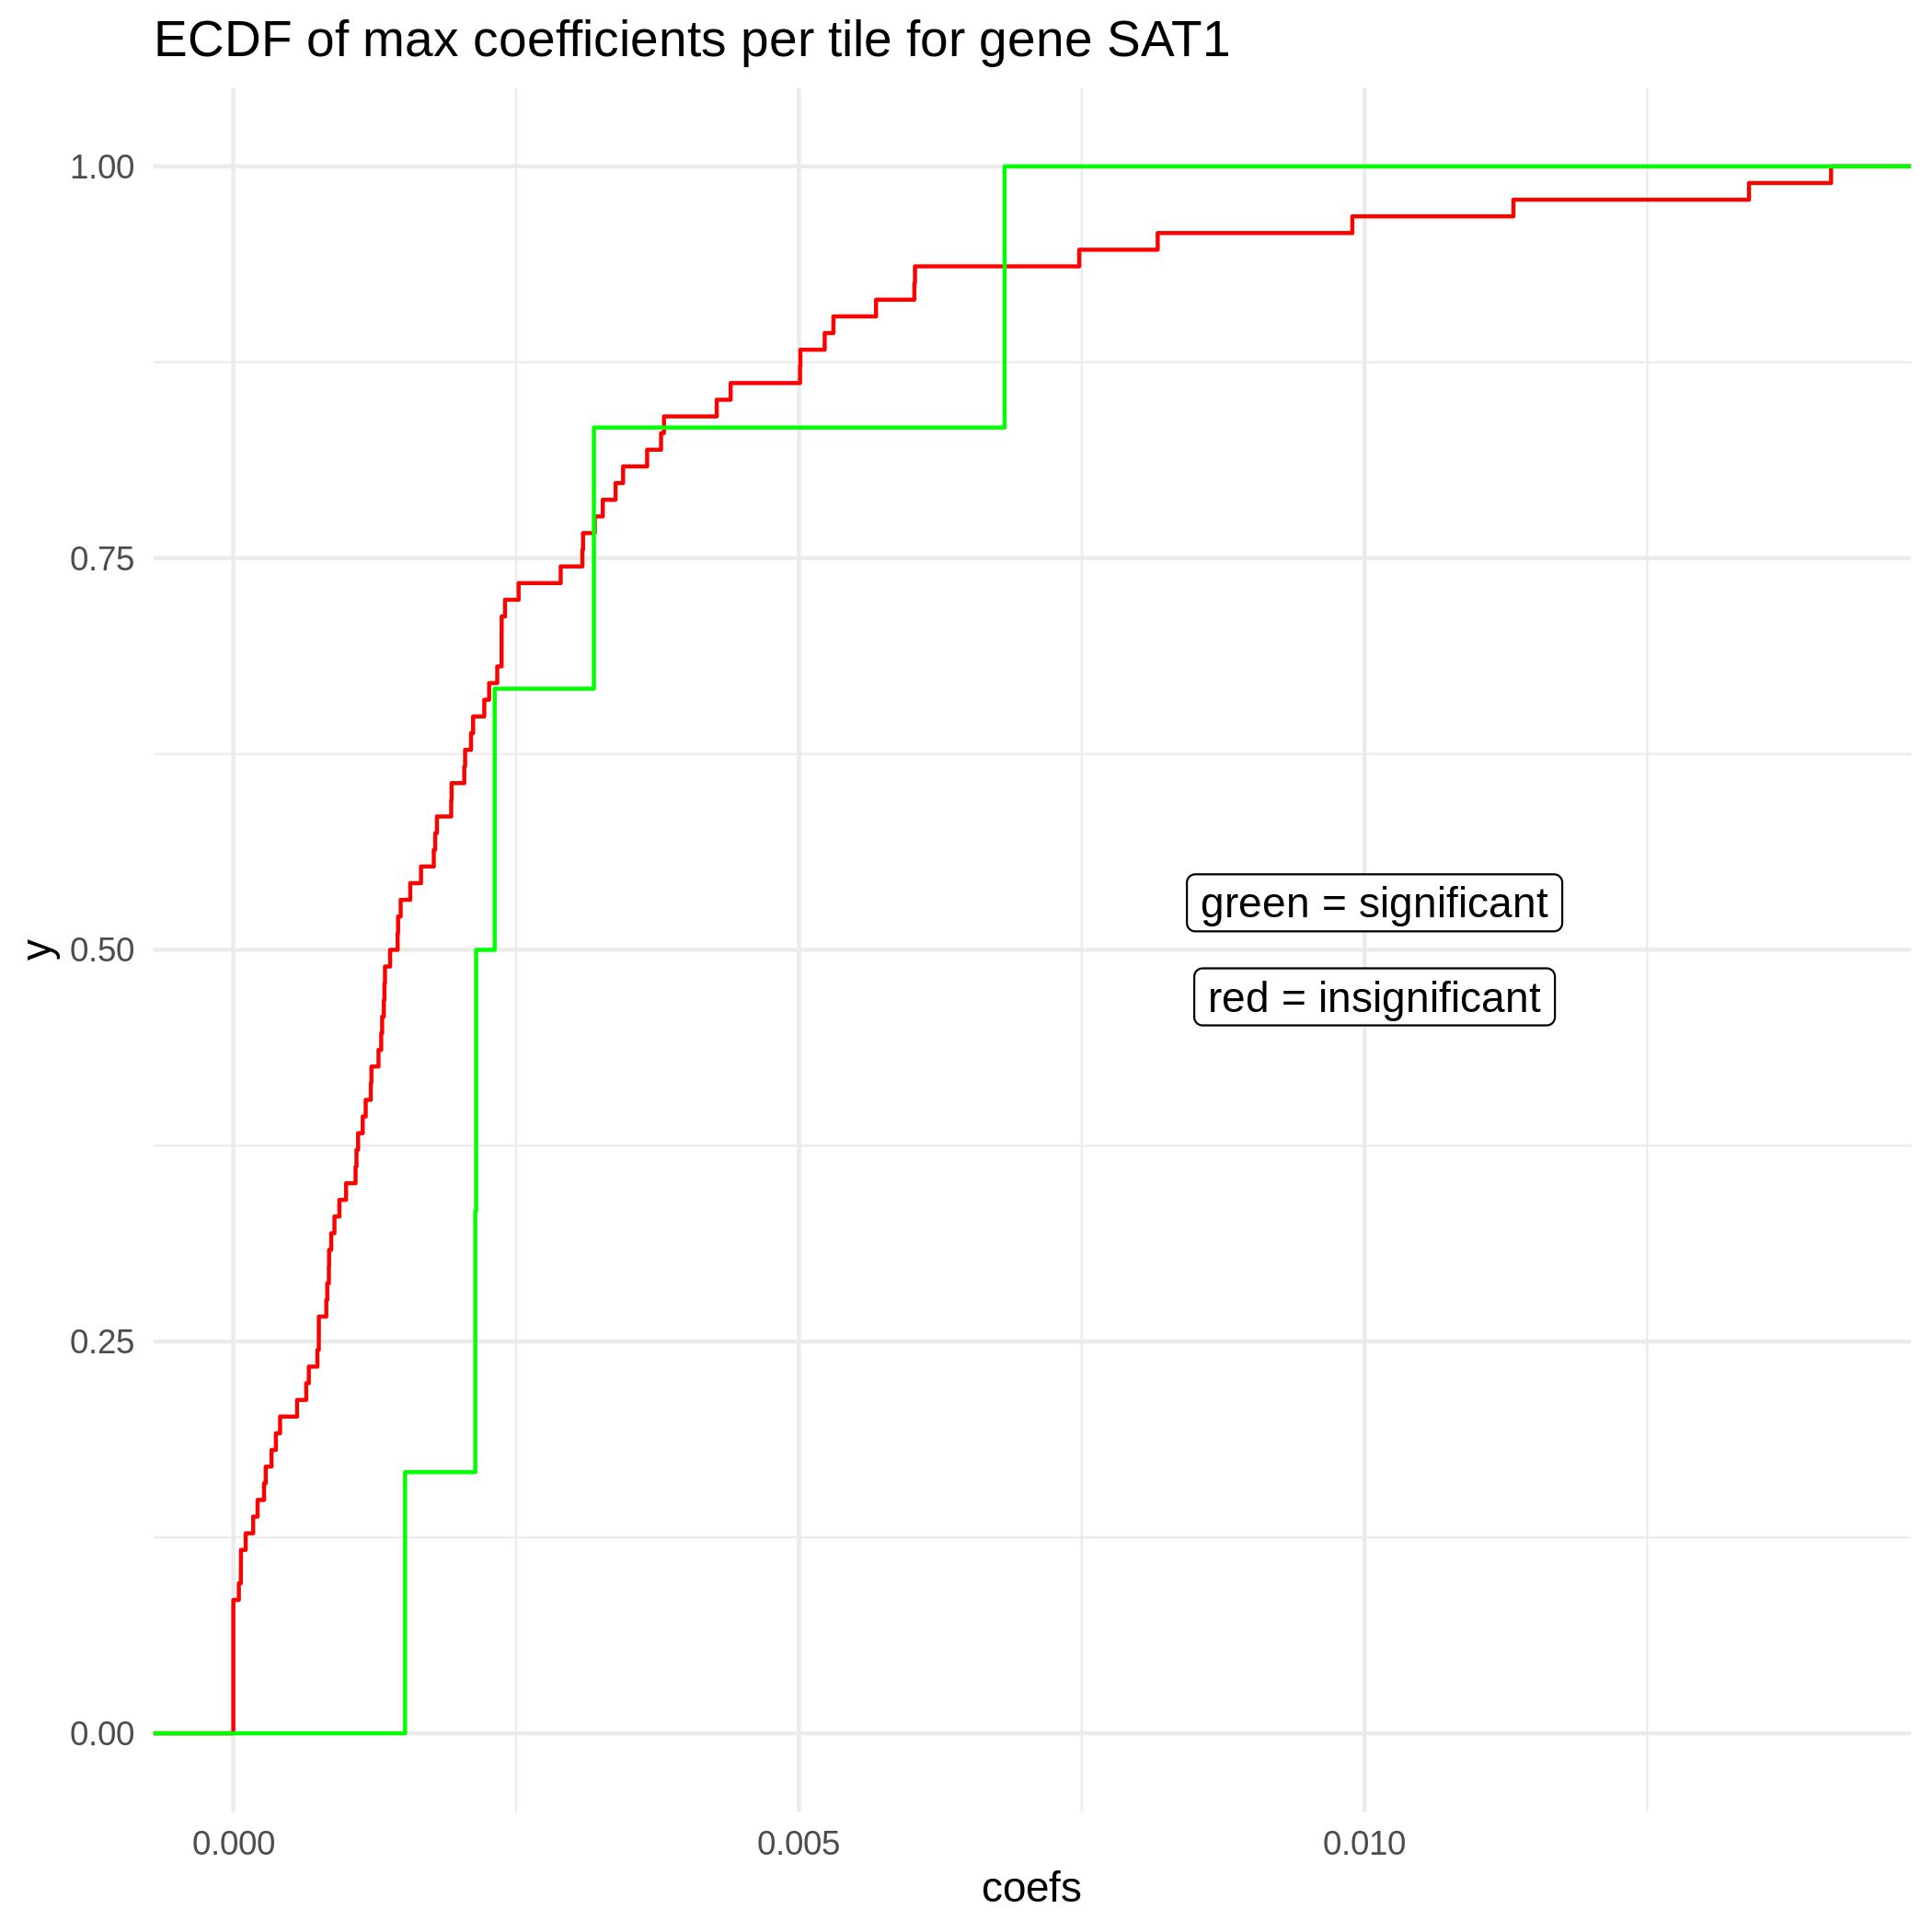 ECDF of max coefficients per tile for gene SAT1
1.00
0.75
0.50
0.25
0.00
y
green = significant
red = insignificant
0.000
0.005
0.010
coefs